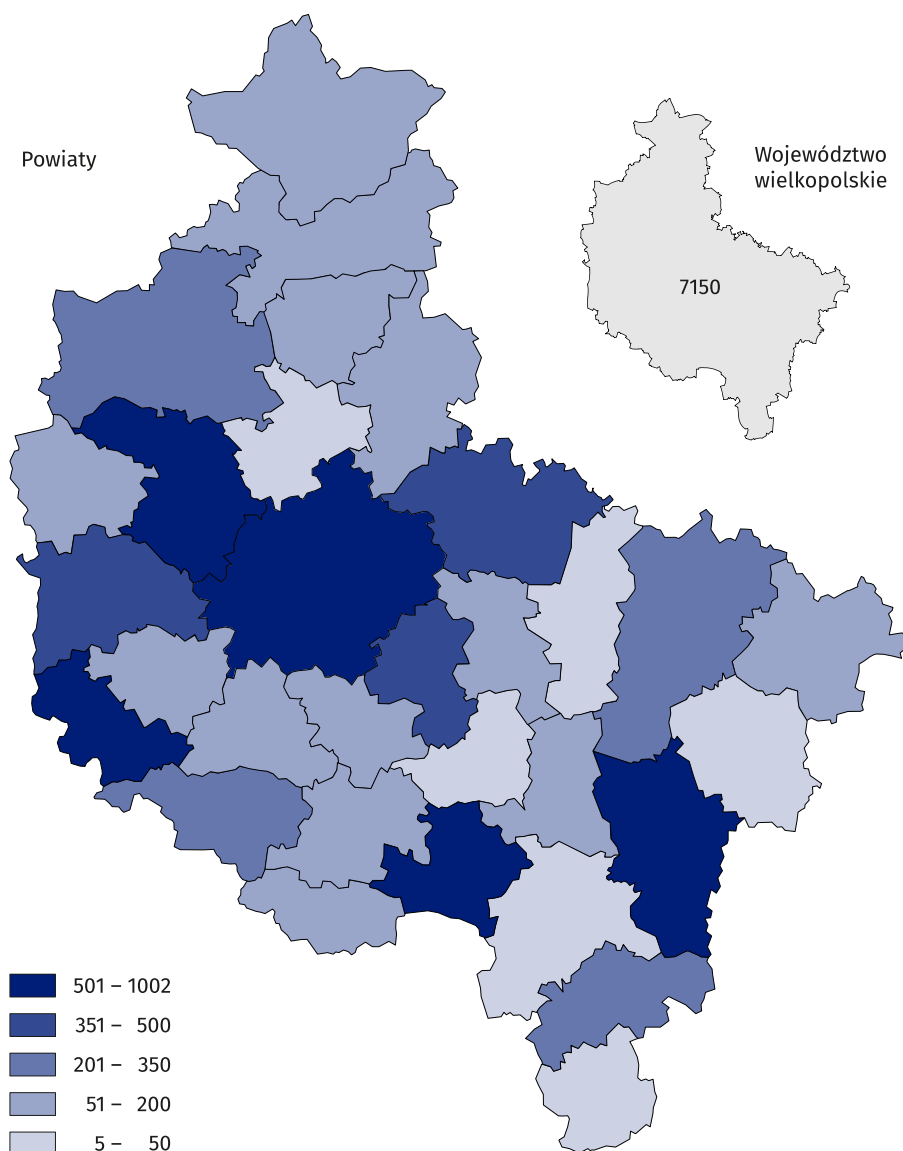 Powiaty
Województwo
wielkopolskie
7150
501 – 1002
351 – 500
201 – 350
51 – 200
5 – 50